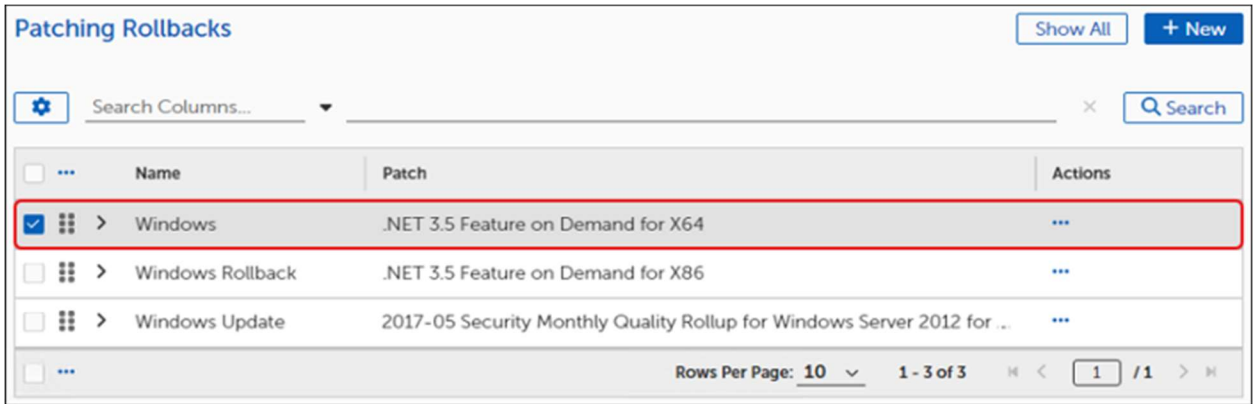 Patching Rollbacks
Show All
+ New
Search Columns...
Search
Name Patch Actions
Windows .NET 3.5 Feature on Demand for X64
Windows Rollback .NET 3.5 Feature on Demand for X86
Windows Update 2017-05 Security Monthly Quality Rollup for Windows Server 2012 for ...
Rows Per Page: 10 1 - 3 of 3 1 / 1